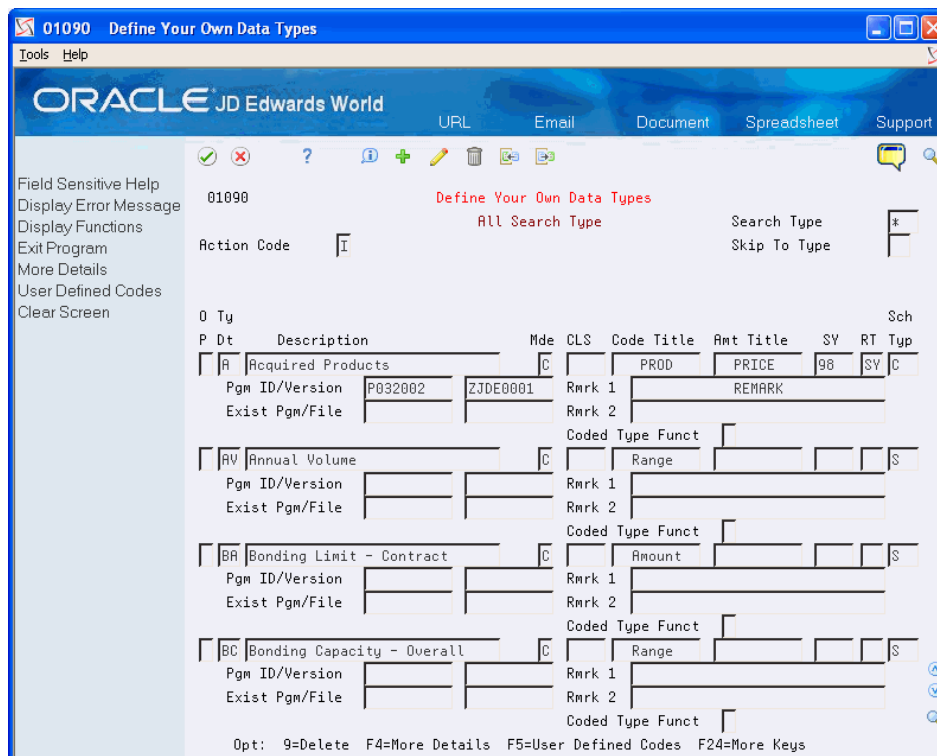 01090 Define Your Own Data Types
Tools Help
ORACLE JD Edwards World
URL Email Document Spreadsheet Support
Field Sensitive Help
Display Error Message
Display Functions
Exit Program
More Details
User Defined Codes
Clear Screen
01090 Define Your Own Data Types
All Search Type Search Type *
Action Code I Skip To Type
O Ty Sch
P Dt Description Mde CLS Code Title Amt Title SY RT Typ
A Acquired Products C PROD PRICE 98 SY C
Pgm ID/Version P032002 ZJDE0001 Rmrk 1 REMARK
Exist Pgm/File Rmrk 2
Coded Type Funct
AV Annual Volume C Range S
Pgm ID/Version Rmrk 1
Exist Pgm/File Rmrk 2
Coded Type Funct
BA Bonding Limit - Contract C Amount S
Pgm ID/Version Rmrk 1
Exist Pgm/File Rmrk 2
Coded Type Funct
BC Bonding Capacity - Overall C Range S
Pgm ID/Version Rmrk 1
Exist Pgm/File Rmrk 2
Coded Type Funct
Opt: 9=Delete F4=More Details F5=User Defined Codes F24=More Keys